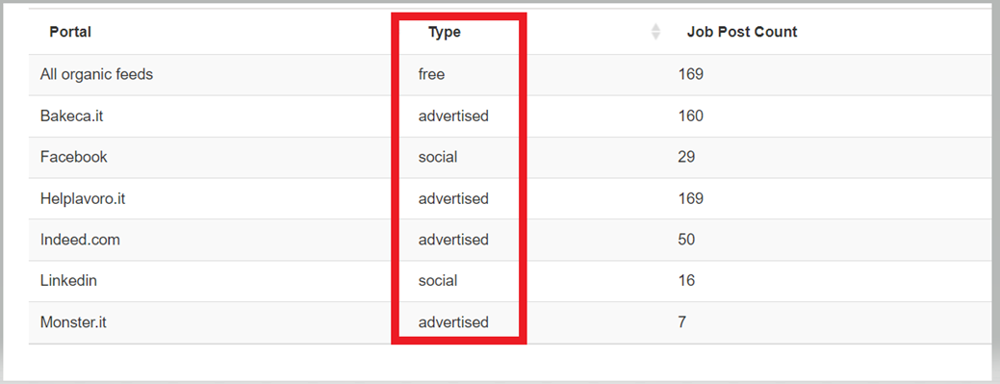 Portal Type Job Post Count
All organic feeds free 169
Bakeca.it advertised 160
Facebook social 29
Helplavoro.it advertised 169
Indeed.com advertised 50
Linkedin social 16
Monster.it advertised 7